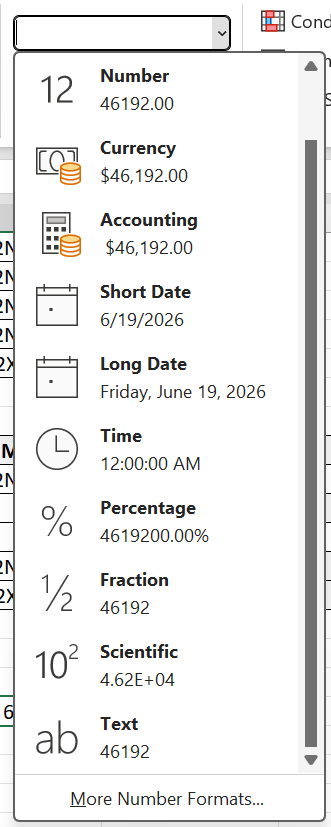 Cond
12
Number
46192.00
Currency
$46,192.00
Accounting
$46,192.00
Short Date
6/19/2026
Long Date
Friday, June 19, 2026
Time
12:00:00 AM
%
Percentage
4619200.00%
½
Fraction
46192
10²
Scientific
4.62E+04
ab
Text
46192
6
More Number Formats...